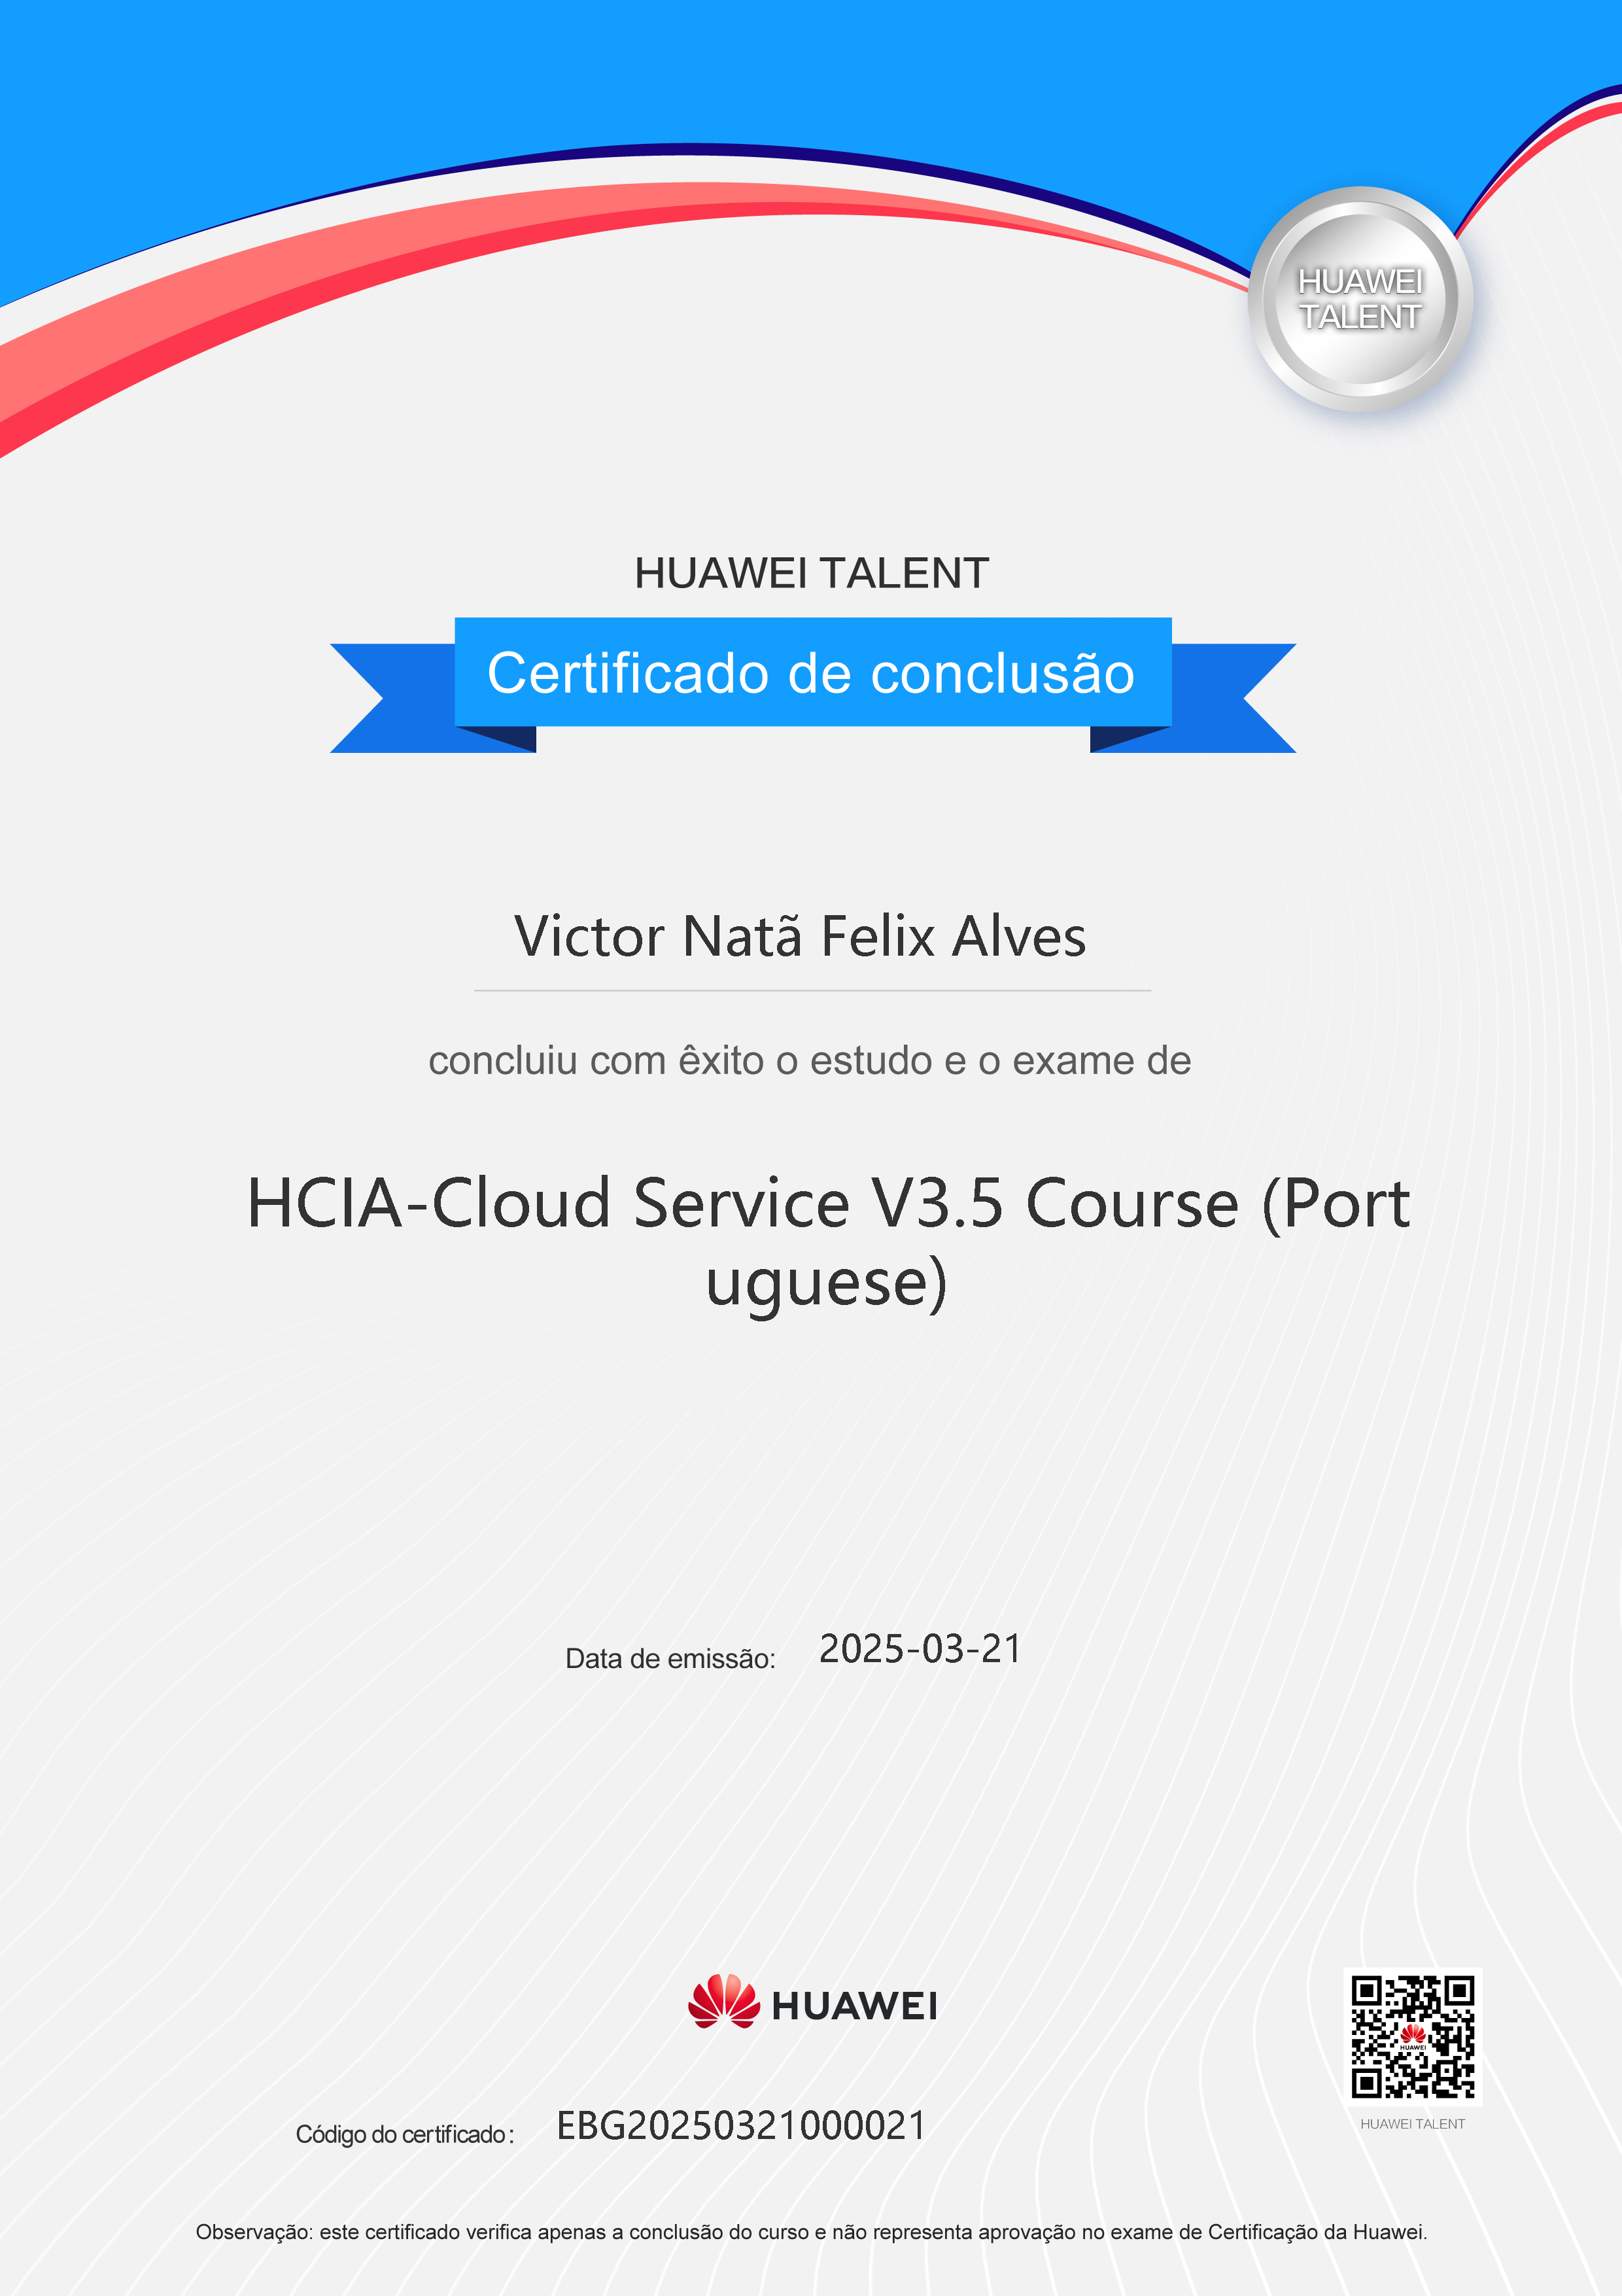 HUAWEI
TALENT
HUAWEI TALENT
Certificado de conclusão
Victor Natã Felix Alves
concluiu com êxito o estudo e o exame de
HCIA-Cloud Service V3.5 Course (Port
uguese)
Data de emissão: 2025-03-21
HUAWEI
HUAWEI
HUAWEI TALENT
Código do certificado: EBG20250321000021
Observação: este certificado verifica apenas a conclusão do curso e não representa aprovação no exame de Certificação da Huawei.